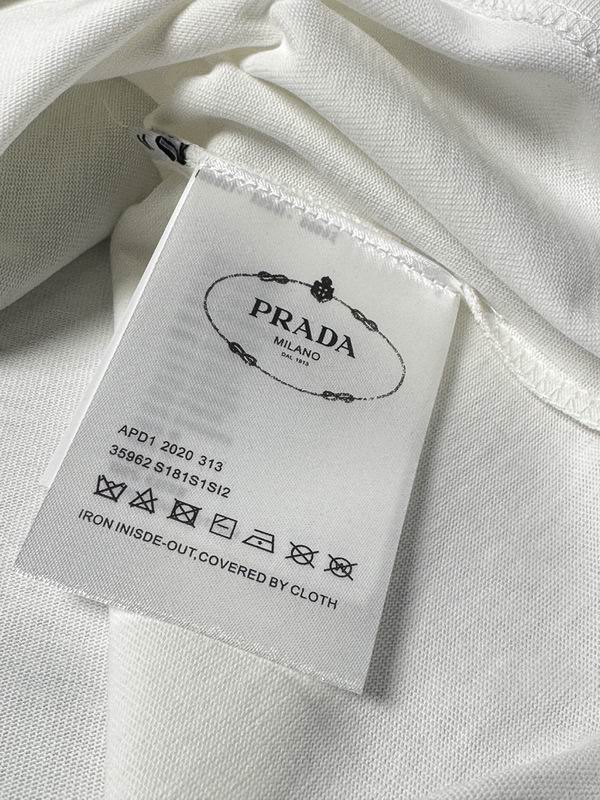 PRADA
MILANO
DAL 1913
APD1 2020 313
35962 S181S1SI2
IRON INISDE-OUT,COVERED BY CLOTH